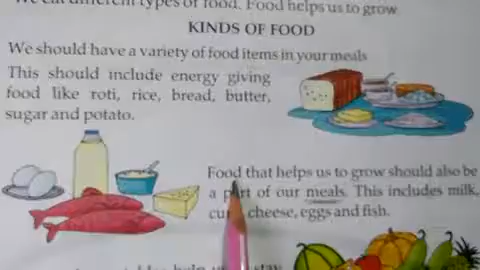 We eat different types of food. Food helps us to grow
KINDS OF FOOD
We should have a variety of food items in your meals
This should include energy giving
food like roti, rice, bread, butter,
sugar and potato.
Food that helps us to grow should also be
a part of our meals. This includes milk,
cheese, eggs and fish.